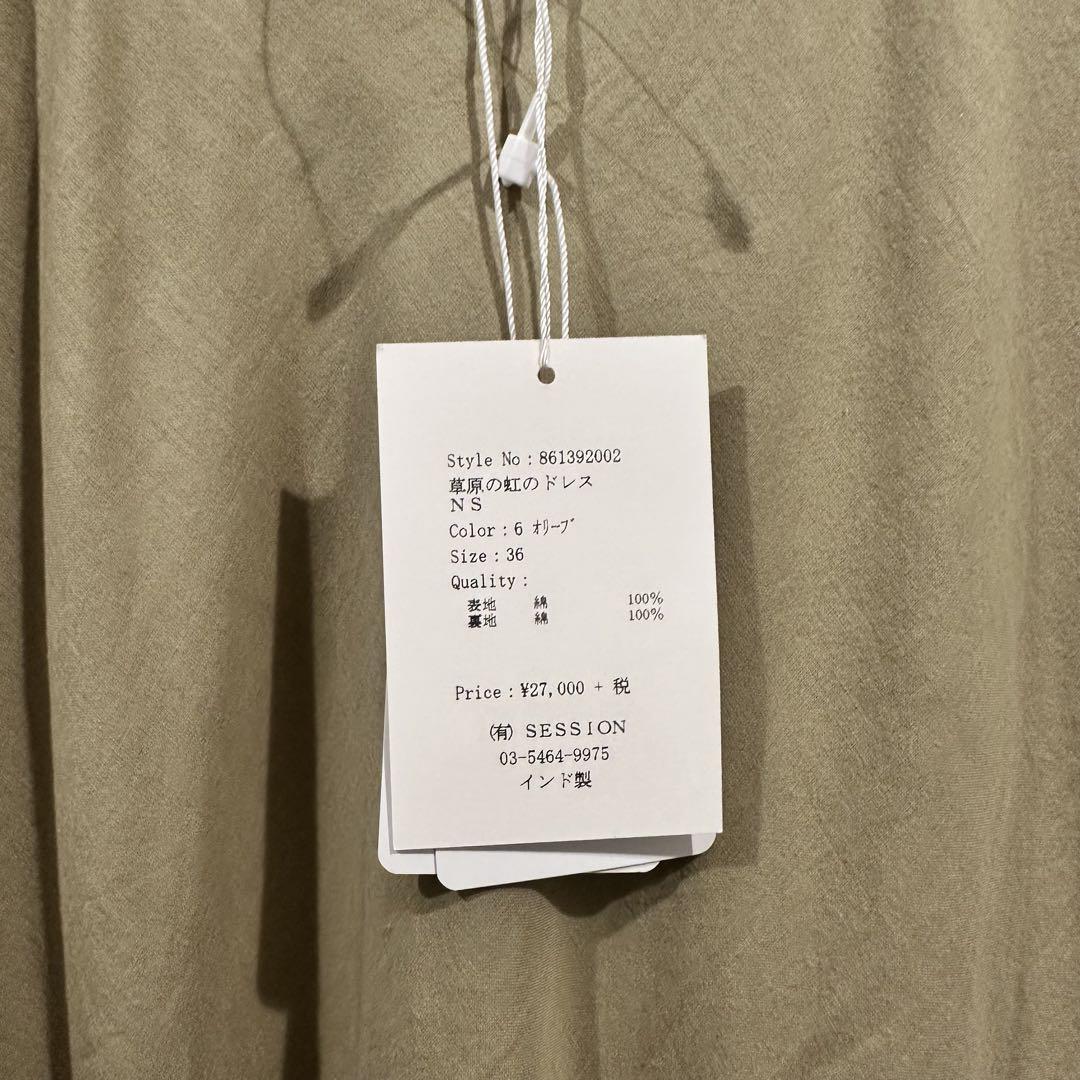 Style No : 861392002
草原の虹のドレス
ＮＳ
Color : 6 ｵﾘｰﾌﾞ
Size : 36
Quality :
表地 綿 100%
裏地 綿 100%
Price : ¥27,000 + 税
㈲ ＳＥＳＳＩＯＮ
03-5464-9975
インド製